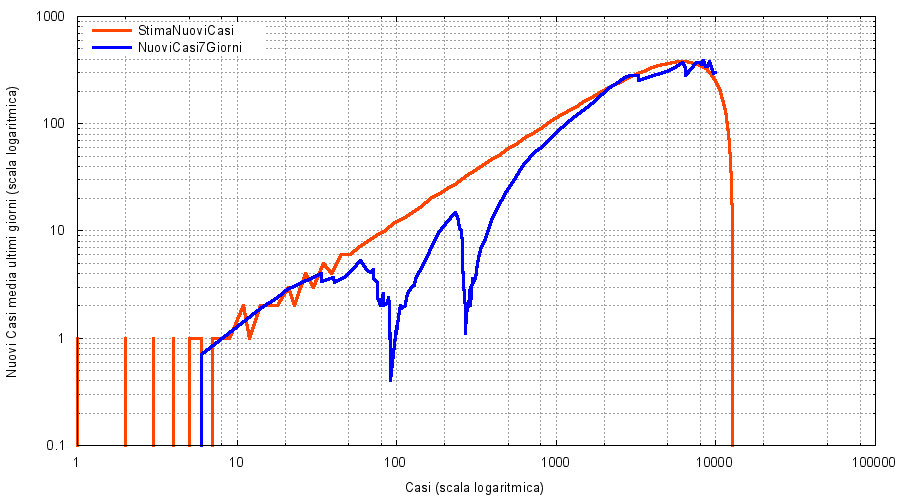 1000
StimaNuoviCasi
NuoviCasi7Giorni
100
10
1
0.1
Nuovi Casi media ultimi giorni (scala logaritmica)
1 10 100 1000 10000 100000
Casi (scala logaritmica)